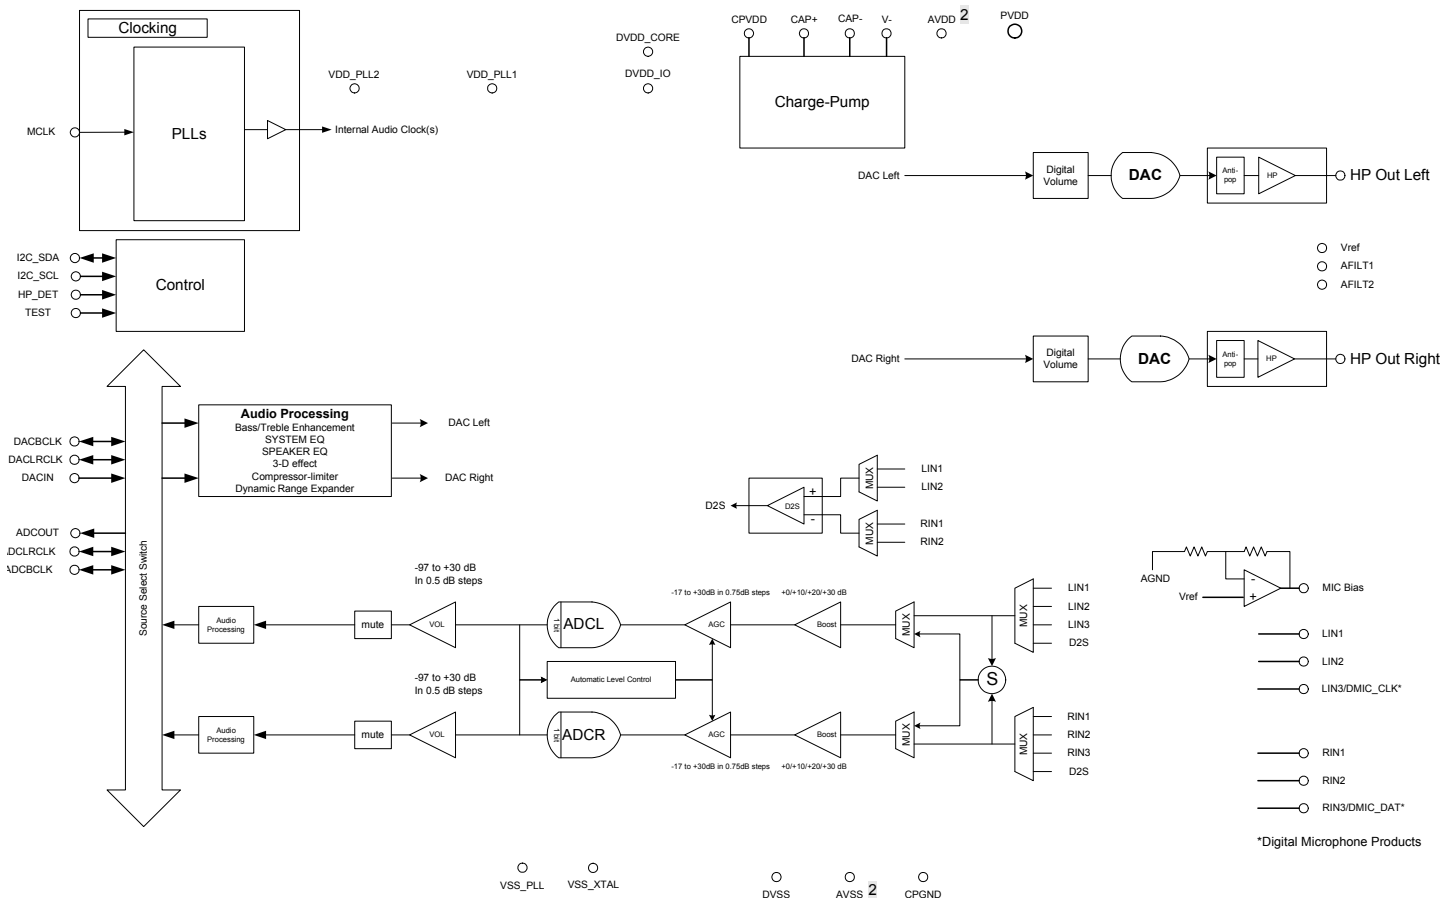 Clocking
PLLs
MCLK
Internal Audio Clock(s)
VDD_PLL2
VDD_PLL1
DVDD_CORE
DVDD_IO
CPVDD
CAP+
CAP-
V-
AVDD 2
PVDD
Charge-Pump
DAC Left
Digital
Volume
DAC
Anti-
pop
HP
HP Out Left
Vref
AFILT1
AFILT2
I2C_SDA
I2C_SCL
HP_DET
TEST
Control
DAC Right
Digital
Volume
DAC
Anti-
pop
HP
HP Out Right
Audio Processing
Bass/Treble Enhancement
SYSTEM EQ
SPEAKER EQ
3-D effect
Compressor-limiter
Dynamic Range Expander
DAC Left
DAC Right
DACBCLK
DACLRCLK
DACIN
ADCOUT
DCLRCLK
DCBCLK
Source Select Switch
D2S
D2S
+
-
MUX
LIN1
LIN2
MUX
RIN1
RIN2
AGND
Vref
-
+
MIC Bias
-97 to +30 dB
In 0.5 dB steps
-17 to +30dB in 0.75dB steps
+0/+10/+20/+30 dB
Audio
Processing
mute
VOL
1 bit
ADCL
AGC
Boost
MUX
MUX
LIN1
LIN2
LIN3
D2S
-97 to +30 dB
In 0.5 dB steps
Automatic Level Control
S
Audio
Processing
mute
VOL
1 bit
ADCR
AGC
Boost
MUX
MUX
RIN1
RIN2
RIN3
D2S
-17 to +30dB in 0.75dB steps
+0/+10/+20/+30 dB
LIN1
LIN2
LIN3/DMIC_CLK*
RIN1
RIN2
RIN3/DMIC_DAT*
*Digital Microphone Products
VSS_PLL
VSS_XTAL
DVSS
AVSS 2
CPGND